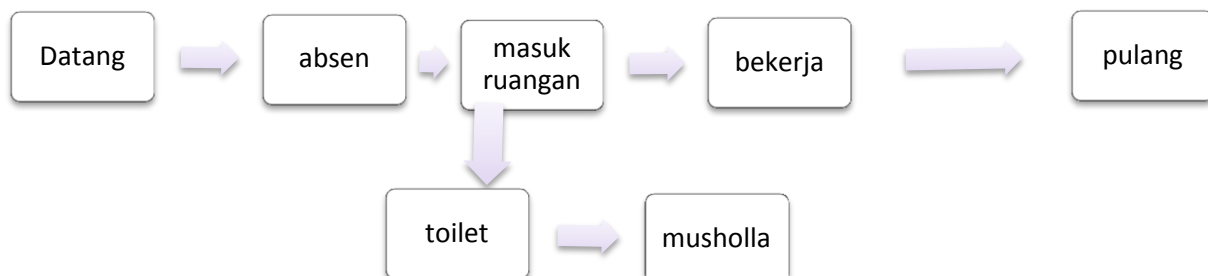 Datang
absen
masuk
ruangan
bekerja
pulang
toilet
musholla